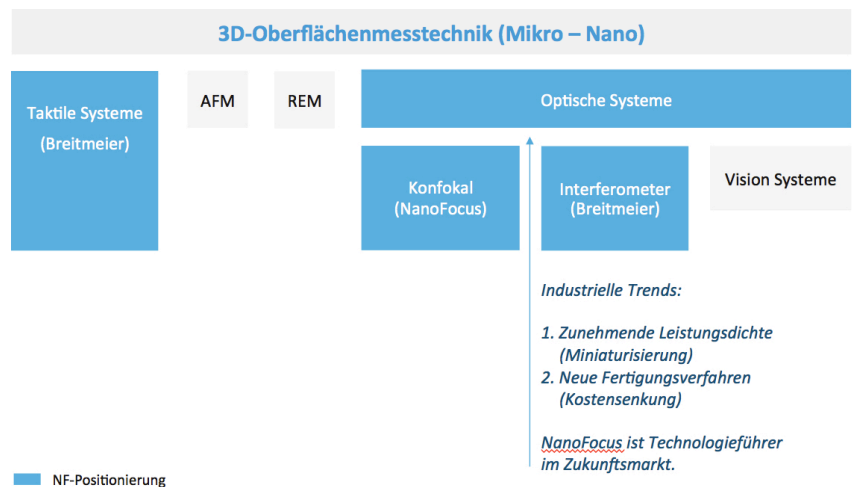 3D-Oberflächenmesstechnik (Mikro – Nano)
Taktile Systeme
(Breitmeier)
AFM
REM
Optische Systeme
Konfokal
(NanoFocus)
Interferometer
(Breitmeier)
Vision Systeme
Industrielle Trends:
1. Zunehmende Leistungsdichte
(Miniaturisierung)
2. Neue Fertigungsverfahren
(Kostensenkung)
NanoFocus ist Technologieführer
im Zukunftsmarkt.
NF-Positionierung